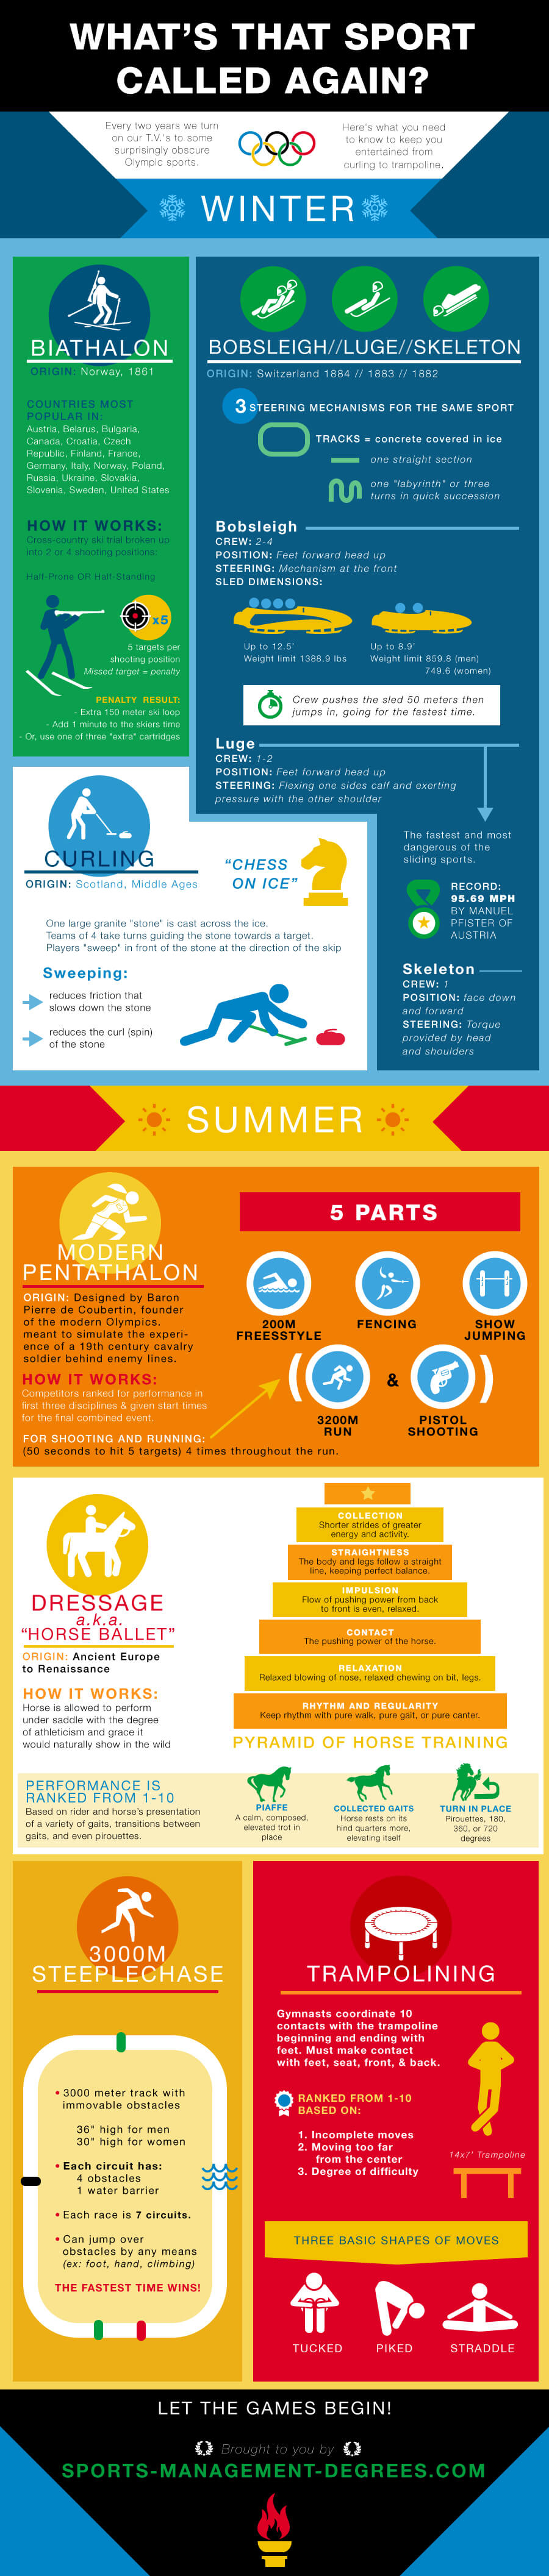 WHAT'S THAT SPORT
CALLED AGAIN?
Every two years we turn
on our T.V.'s to some
surprisingly obscure
Olympic sports.
Here's what you need
to know to keep you
entertained from
curling to trampoline.
WINTER
BIATHALON
ORIGIN: Norway, 1861
COUNTRIES MOST
POPULAR IN:
Austria, Belarus, Bulgaria,
Canada, Croatia, Czech
Republic, Finland, France,
Germany, Italy, Norway, Poland,
Russia, Ukraine, Slovakia,
Slovenia, Sweden, United States
HOW IT WORKS:
Cross-country ski trial broken up
into 2 or 4 shooting positions:
Half-Prone OR Half-Standing
x5
5 targets per
shooting position
Missed target = penalty
PENALTY RESULT:
- Extra 150 meter ski loop
- Add 1 minute to the skiers time
- Or, use one of three "extra" cartridges
BOBSLEIGH//LUGE//SKELETON
ORIGIN: Switzerland 1884 // 1883 // 1882
3 STEERING MECHANISMS FOR THE SAME SPORT
TRACKS = concrete covered in ice
one straight section
one "labyrinth" or three
turns in quick succession
Bobsleigh
CREW: 2-4
POSITION: Feet forward head up
STEERING: Mechanism at the front
SLED DIMENSIONS:
Up to 12.5'
Weight limit 1388.9 lbs
Up to 8.9'
Weight limit 859.8 (men)
749.6 (women)
Crew pushes the sled 50 meters then
jumps in, going for the fastest time.
Luge
CREW: 1-2
POSITION: Feet forward head up
STEERING: Flexing one sides calf and exerting
pressure with the other shoulder
The fastest and most
dangerous of the
sliding sports.
RECORD:
95.69 MPH
BY MANUEL
PFISTER OF
AUSTRIA
Skeleton
CREW: 1
POSITION: face down
and forward
STEERING: Torque
provided by head
and shoulders
CURLING
ORIGIN: Scotland, Middle Ages
"CHESS
ON ICE"
One large granite "stone" is cast across the ice.
Teams of 4 take turns guiding the stone towards a target.
Players "sweep" in front of the stone at the direction of the skip
Sweeping:
reduces friction that
slows down the stone
reduces the curl (spin)
of the stone
SUMMER
MODERN
PENTATHALON
ORIGIN: Designed by Baron
Pierre de Coubertin, founder
of the modern Olympics.
meant to simulate the experi-
ence of a 19th century cavalry
soldier behind enemy lines.
HOW IT WORKS:
Competitors ranked for performance in
first three disciplines & given start times
for the final combined event.
FOR SHOOTING AND RUNNING:
(50 seconds to hit 5 targets) 4 times throughout the run.
5 PARTS
200M
FREESSTYLE
FENCING
SHOW
JUMPING
( & )
3200M
RUN
PISTOL
SHOOTING
DRESSAGE
a.k.a.
"HORSE BALLET"
ORIGIN: Ancient Europe
to Renaissance
HOW IT WORKS:
Horse is allowed to perform
under saddle with the degree
of athleticism and grace it
would naturally show in the wild
COLLECTION
Shorter strides of greater
energy and activity.
STRAIGHTNESS
The body and legs follow a straight
line, keeping perfect balance.
IMPULSION
Flow of pushing power from back
to front is even, relaxed.
CONTACT
The pushing power of the horse.
RELAXATION
Relaxed blowing of nose, relaxed chewing on bit, legs.
RHYTHM AND REGULARITY
Keep rhythm with pure walk, pure gait, or pure canter.
PYRAMID OF HORSE TRAINING
PERFORMANCE IS
RANKED FROM 1-10
Based on rider and horse's presentation
of a variety of gaits, transitions between
gaits, and even pirouettes.
PIAFFE
A calm, composed,
elevated trot in
place
COLLECTED GAITS
Horse rests on its
hind quarters more,
elevating itself
TURN IN PLACE
Pirouettes, 180,
360, or 720
degrees
3000M
STEEPLECHASE
• 3000 meter track with
immovable obstacles
36" high for men
30" high for women
• Each circuit has:
4 obstacles
1 water barrier
• Each race is 7 circuits.
• Can jump over
obstacles by any means
(ex: foot, hand, climbing)
THE FASTEST TIME WINS!
TRAMPOLINING
Gymnasts coordinate 10
contacts with the trampoline
beginning and ending with
feet. Must make contact
with feet, seat, front, & back.
RANKED FROM 1-10
BASED ON:
1. Incomplete moves
2. Moving too far
from the center
3. Degree of difficulty
14x7' Trampoline
THREE BASIC SHAPES OF MOVES
TUCKED
PIKED
STRADDLE
LET THE GAMES BEGIN!
Brought to you by
SPORTS-MANAGEMENT-DEGREES.COM